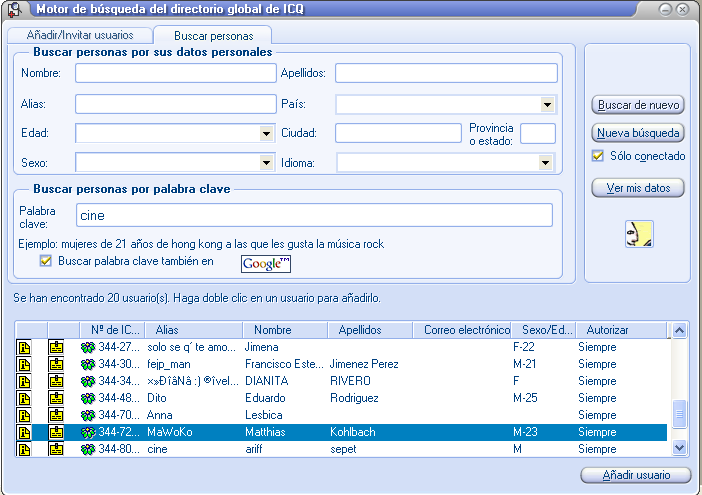 Motor de búsqueda del directorio global de ICQ
Añadir/Invitar usuarios Buscar personas
Buscar personas por sus datos personales
Nombre: Apellidos:
Alias: País:
Edad: Ciudad: Provincia o estado:
Sexo: Idioma:
Buscar de nuevo
Nueva búsqueda
Sólo conectado
Ver mis datos
Buscar personas por palabra clave
Palabra clave: cine
Ejemplo: mujeres de 21 años de hong kong a las que les gusta la música rock
Buscar palabra clave también en Google™
Se han encontrado 20 usuario(s). Haga doble clic en un usuario para añadirlo.
Nº de IC... Alias Nombre Apellidos Correo electrónico Sexo/Ed... Autorizar
344-27... solo se q´ te amo... Jimena F-22 Siempre
344-30... fejp_man Francisco Este... Jimenez Perez M-21 Siempre
344-34... DIANITA RIVERO F Siempre
344-48... Dito Eduardo Rodriguez M-25 Siempre
344-70... Anna Lesbica Siempre
344-72... MaWoKo Matthias Kohlbach M-23 Siempre
344-80... cine ariff sepet M Siempre
Añadir usuario